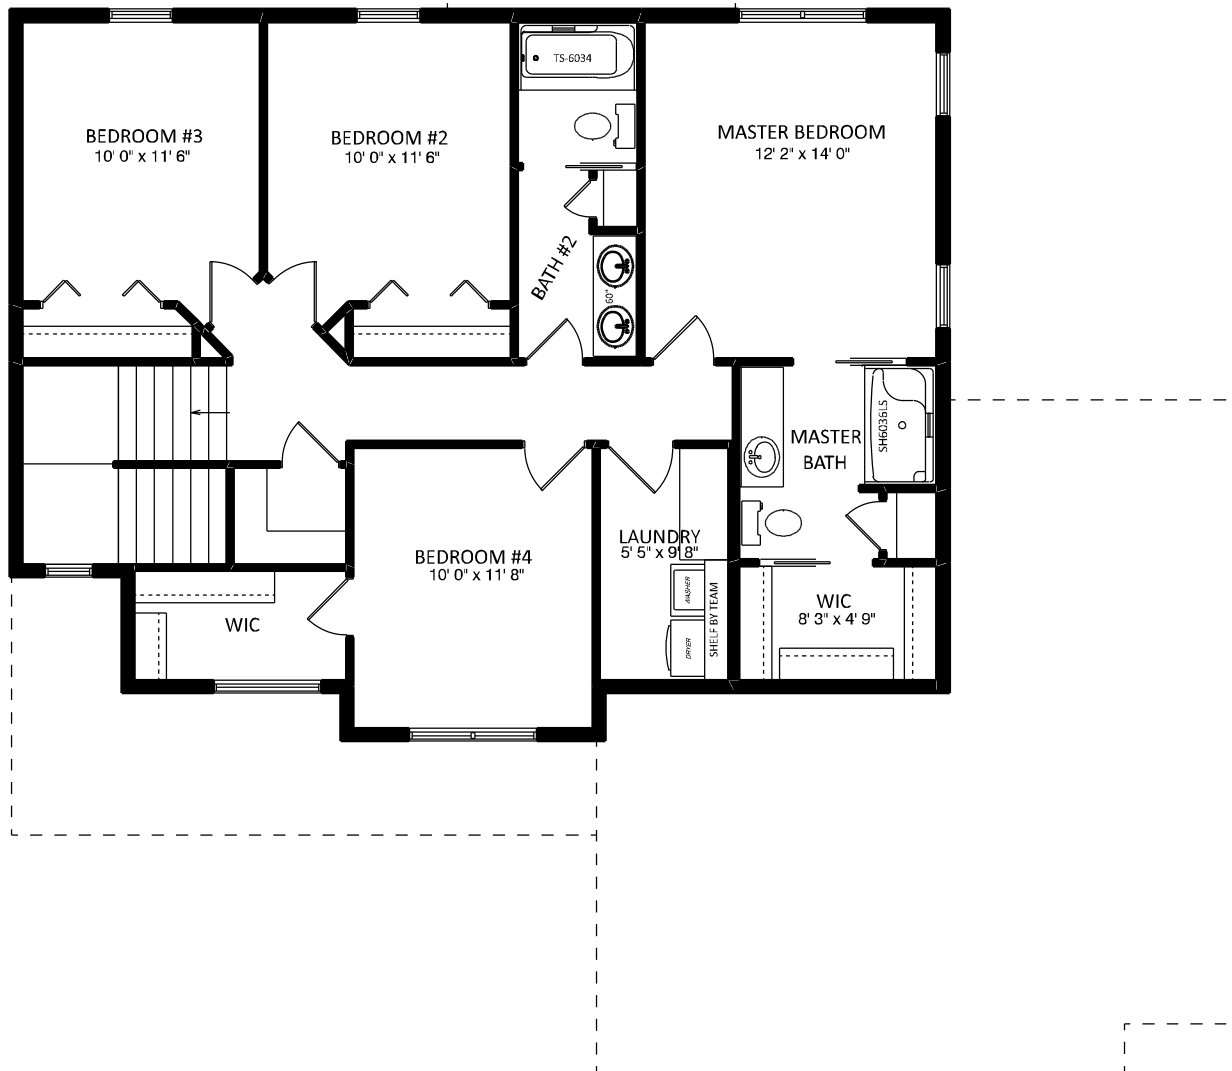 TS-6034
BEDROOM #3
10' 0" x 11' 6"
BEDROOM #2
10' 0" x 11' 6"
MASTER BEDROOM
12' 2" x 14' 0"
BATH #2
60"
SH6036LS
MASTER
BATH
BEDROOM #4
10' 0" x 11' 8"
LAUNDRY
5' 5" x 9' 8"
WASHER
DRYER
SHELF BY TEAM
WIC
8' 3" x 4' 9"
WIC